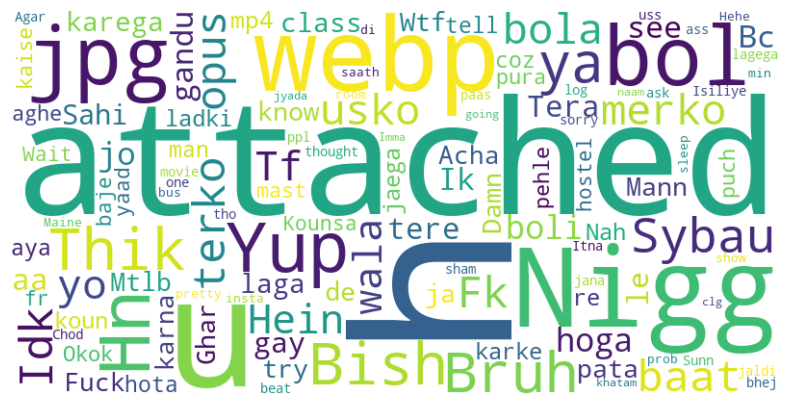 Agar karega gandu opus mp4 class di Wtf tell bola uss ass Hehe
kaise jpg webp saath coz see Bc lagega
aghe Sahi ladki know usko pura ya bol min
Tera merko log naam ask Isiliye sorry
attached
Wait bajej yaad jo man room paas going
movie one bus Tf ppl thought Imma Acha Ik jaega Damn pehle hostel Mann sleep puch
mast tho jyada
Maine terko Kounsa tere boli Nah Itna Sybau
aya Thik Yup wala u sham Fk Nigg show
aa yo Mtlb laga de ja re jana le clg
fr Hn pretty insta Hein
Idk koun karna Ghar gay hoga
Okok Chod try Bish Bruh karke pata baat prob Sunn jaldi
Fuck hota u beat khatam bhej